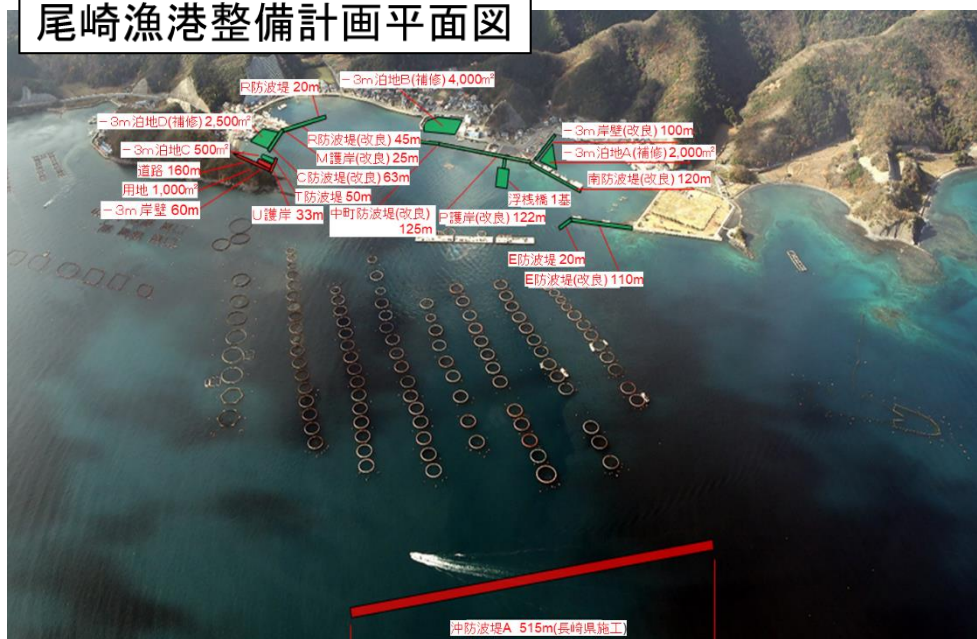 尾崎漁港整備計画平面図
R防波堤 20m
－3m泊地B(補修) 4,000㎡
－3m泊地D(補修) 2,500㎡
－3m岸壁(改良) 100m
R防波堤(改良) 45m
－3m泊地C 500㎡
M護岸(改良) 25m
－3m泊地A(補修) 2,000㎡
道路 160m
C防波堤(改良) 63m
南防波堤(改良) 120m
用地 1,000㎡
T防波堤 50m
浮桟橋 1基
－3m岸壁 60m
U護岸 33m
中町防波堤(改良)
125m
P護岸(改良) 122m
E防波堤 20m
E防波堤(改良) 110m
沖防波堤A 515m(長崎県施工)